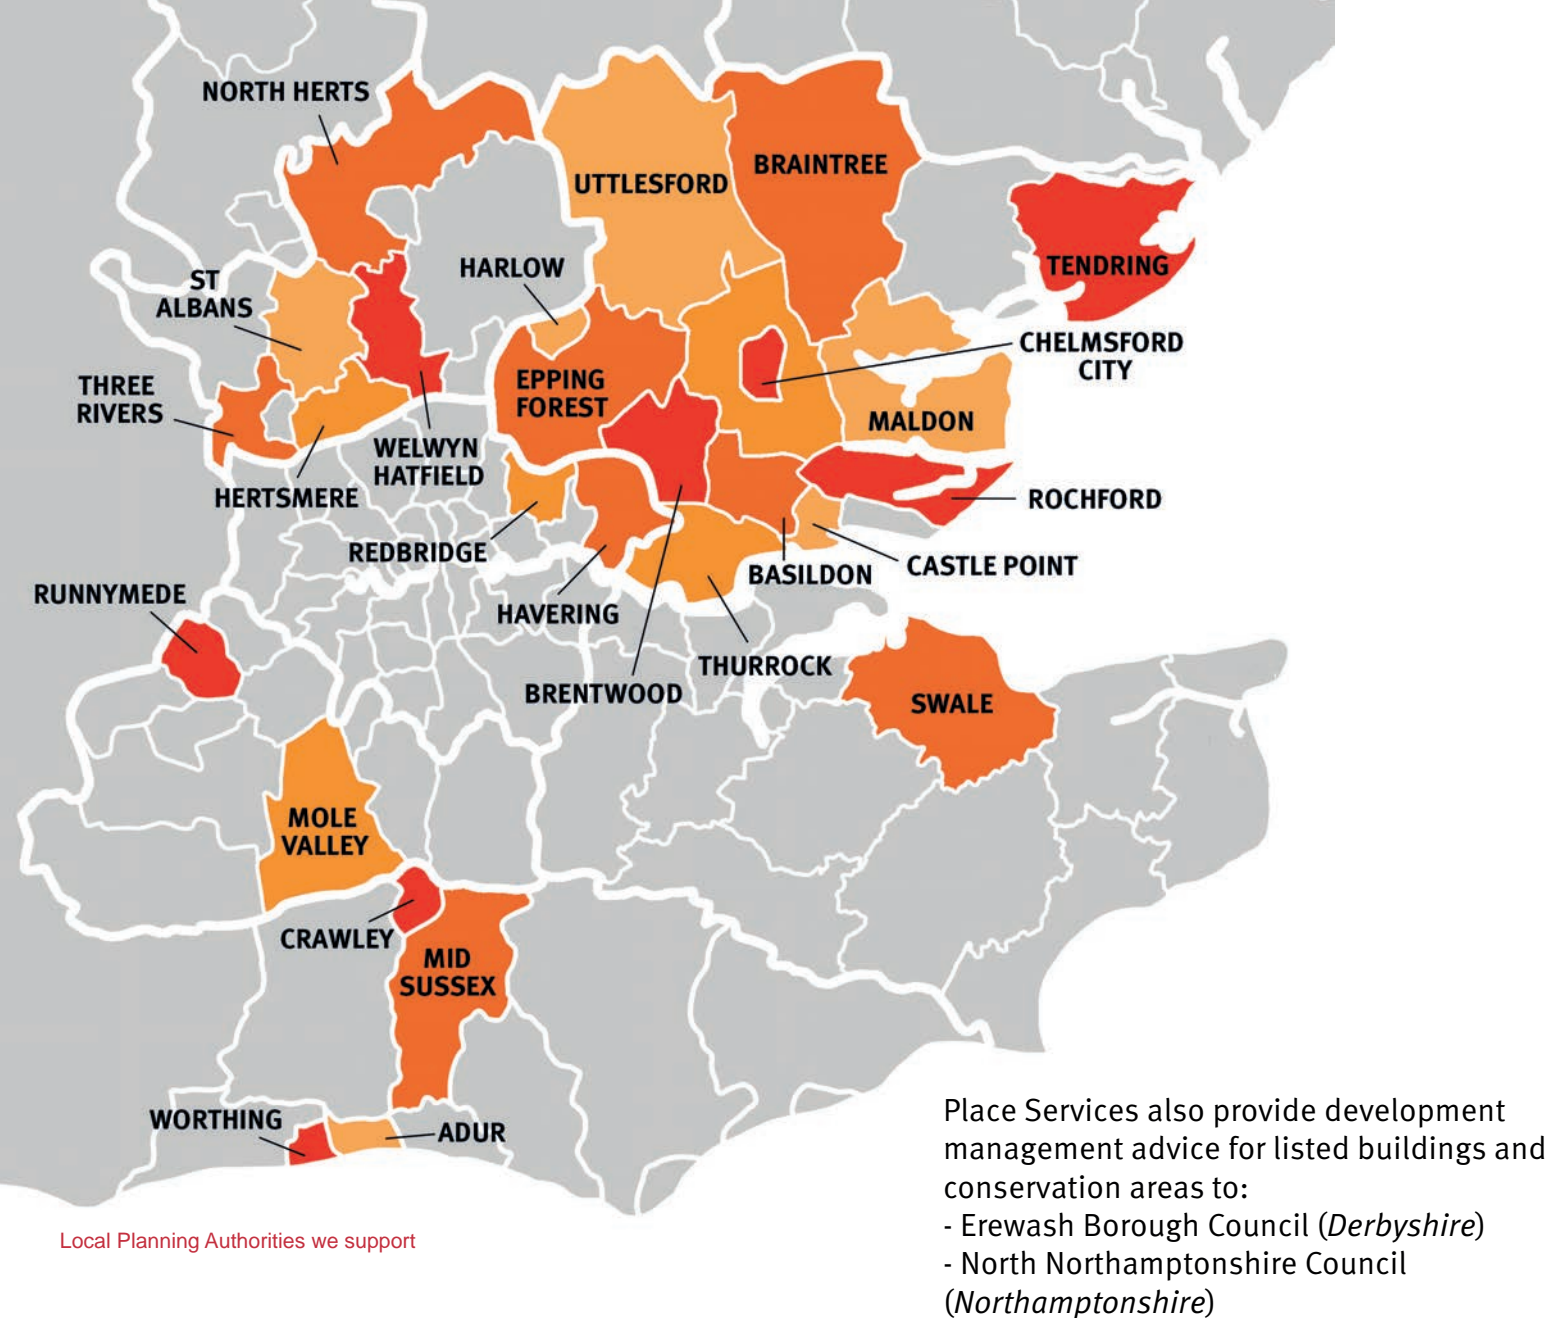 NORTH HERTS
BRAINTREE
UTTLESFORD
HARLOW
TENDRING
ST
ALBANS
CHELMSFORD
CITY
THREE
RIVERS
EPPING
FOREST
MALDON
WELWYN
HATFIELD
HERTSMERE
ROCHFORD
REDBRIDGE
CASTLE POINT
BASILDON
RUNNYMEDE
HAVERING
THURROCK
BRENTWOOD
SWALE
MOLE
VALLEY
CRAWLEY
MID
SUSSEX
WORTHING
ADUR
Place Services also provide development
management advice for listed buildings and
conservation areas to:
- Erewash Borough Council (Derbyshire)
- North Northamptonshire Council
(Northamptonshire)
Local Planning Authorities we support